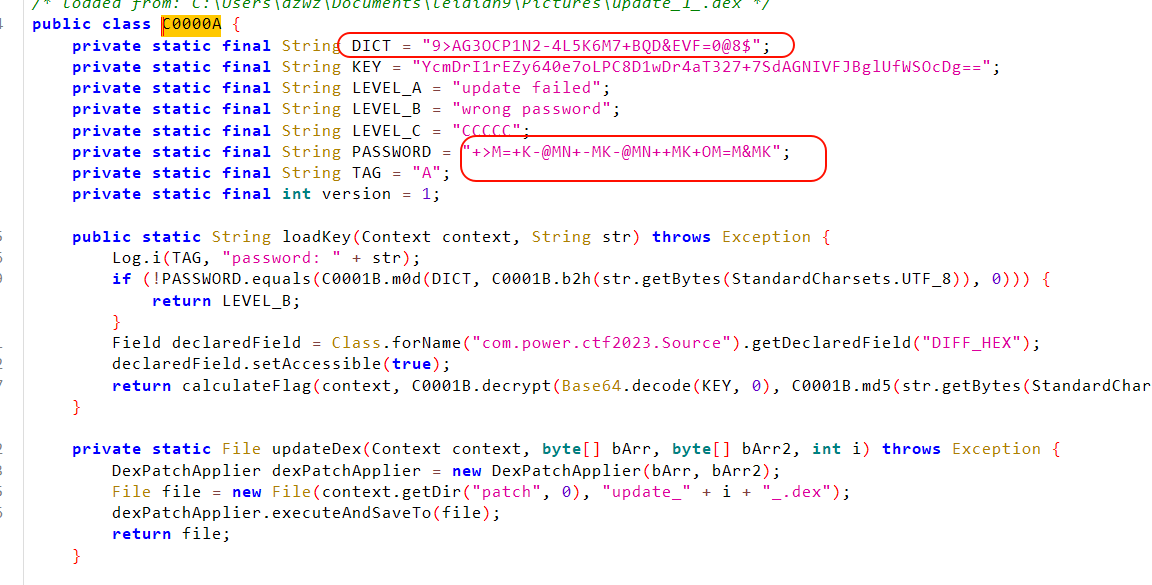 /* loaded from: C:\Users\dzwz\Documents\leidian9\Pictures\update_1_.dex */
public class C0000A {
private static final String DICT = "9>AG3OCP1N2-4L5K6M7+BQD&EVF=0@8$";
private static final String KEY = "YcmDrI1rEZy640e7oLPC8D1wDr4aT327+7SdAGNIVFJBglUfWSOcDg==";
private static final String LEVEL_A = "update failed";
private static final String LEVEL_B = "wrong password";
private static final String LEVEL_C = "CCCCC";
private static final String PASSWORD = "+>M=+K-@MN+-MK-@MN++MK+OM=M&MK";
private static final String TAG = "A";
private static final int version = 1;
public static String loadKey(Context context, String str) throws Exception {
Log.i(TAG, "password: " + str);
if (!PASSWORD.equals(C0001B.m0d(DICT, C0001B.b2h(str.getBytes(StandardCharsets.UTF_8)), 0))) {
return LEVEL_B;
}
Field declaredField = Class.forName("com.power.ctf2023.Source").getDeclaredField("DIFF_HEX");
declaredField.setAccessible(true);
return calculateFlag(context, C0001B.decrypt(Base64.decode(KEY, 0), C0001B.md5(str.getBytes(StandardChar
}
private static File updateDex(Context context, byte[] bArr, byte[] bArr2, int i) throws Exception {
DexPatchApplier dexPatchApplier = new DexPatchApplier(bArr, bArr2);
File file = new File(context.getDir("patch", 0), "update_" + i + "_.dex");
dexPatchApplier.executeAndSaveTo(file);
return file;
}